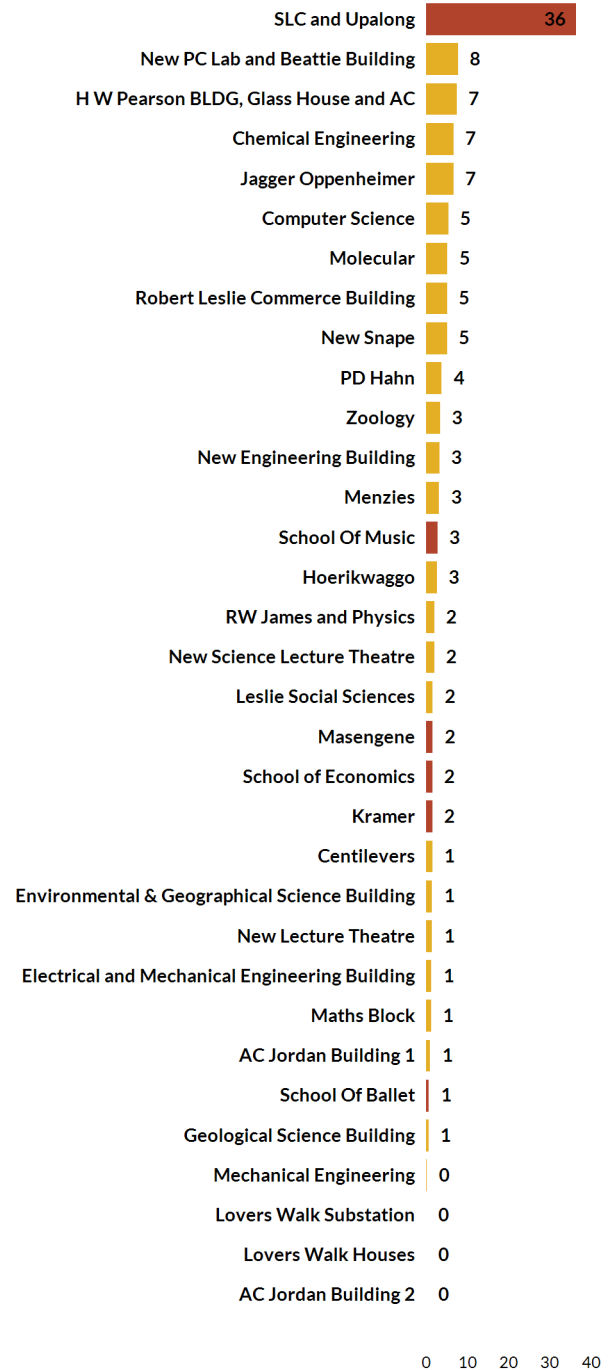 SLC and Upalong 36
New PC Lab and Beattie Building 8
H W Pearson BLDG, Glass House and AC 7
Chemical Engineering 7
Jagger Oppenheimer 7
Computer Science 5
Molecular 5
Robert Leslie Commerce Building 5
New Snape 5
PD Hahn 4
Zoology 3
New Engineering Building 3
Menzies 3
School Of Music 3
Hoerikwaggo 3
RW James and Physics 2
New Science Lecture Theatre 2
Leslie Social Sciences 2
Masengene 2
School of Economics 2
Kramer 2
Centilevers 1
Environmental & Geographical Science Building 1
New Lecture Theatre 1
Electrical and Mechanical Engineering Building 1
Maths Block 1
AC Jordan Building 1 1
School Of Ballet 1
Geological Science Building 1
Mechanical Engineering 0
Lovers Walk Substation 0
Lovers Walk Houses 0
AC Jordan Building 2 0
0 10 20 30 40